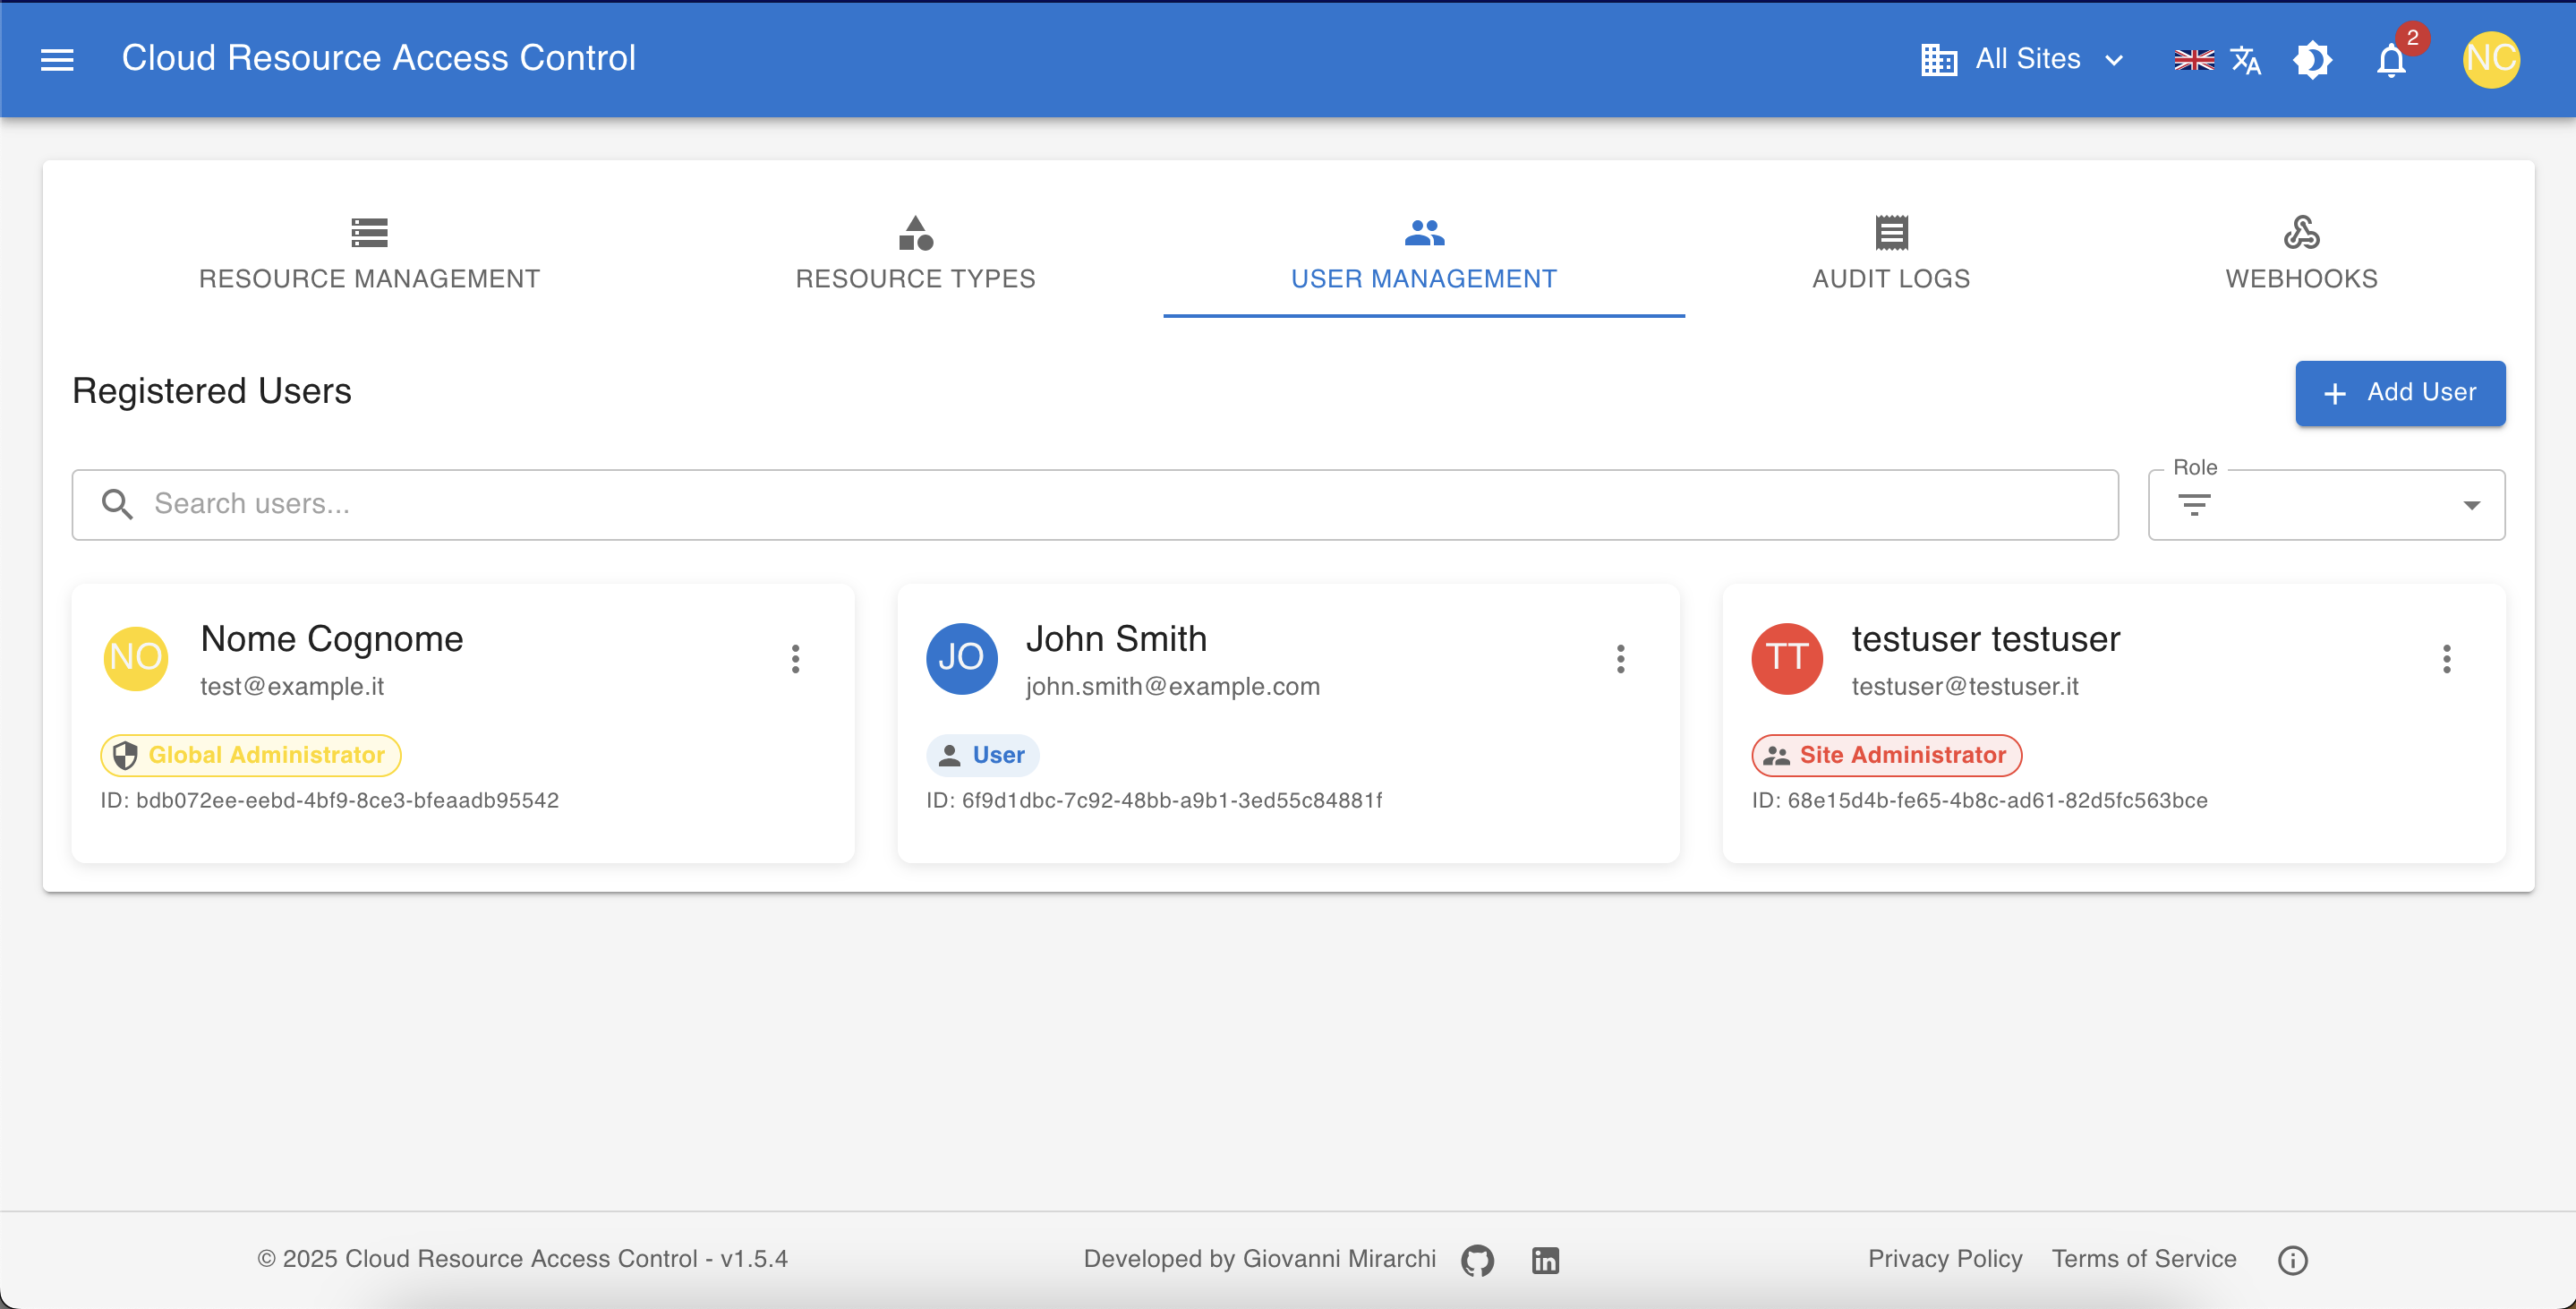 Cloud Resource Access Control
All Sites
2
NC
RESOURCE MANAGEMENT
RESOURCE TYPES
USER MANAGEMENT
AUDIT LOGS
WEBHOOKS
Registered Users
Add User
Search users...
Role
NO
Nome Cognome
test@example.it
Global Administrator
ID: bdb072ee-eebd-4bf9-8ce3-bfeaadb95542
JO
John Smith
john.smith@example.com
User
ID: 6f9d1dbc-7c92-48bb-a9b1-3ed55c84881f
TT
testuser testuser
testuser@testuser.it
Site Administrator
ID: 68e15d4b-fe65-4b8c-ad61-82d5fc563bce
© 2025 Cloud Resource Access Control - v1.5.4
Developed by Giovanni Mirarchi
Privacy Policy
Terms of Service